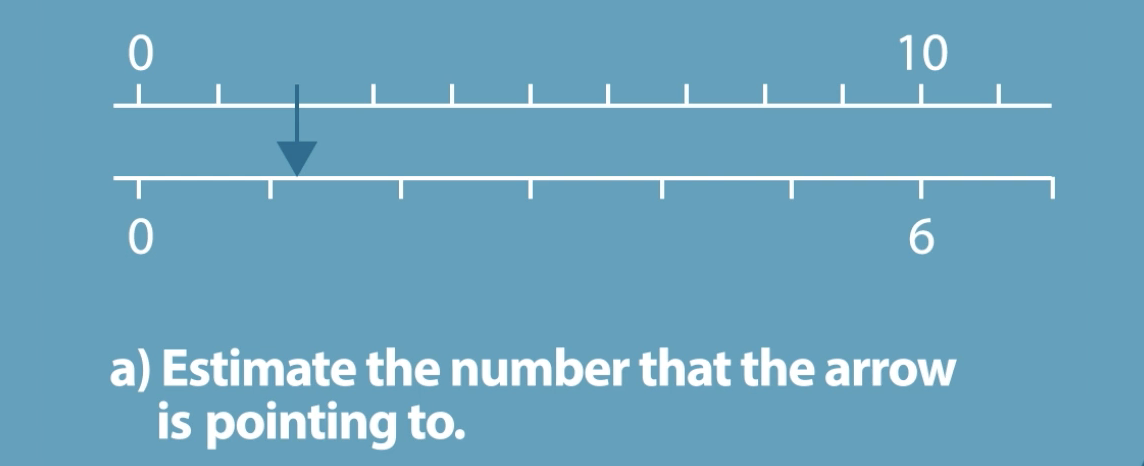 0 10
0 6
a) Estimate the number that the arrow
is pointing to.